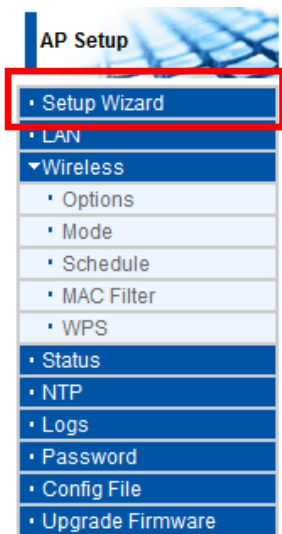 AP Setup
Setup Wizard
LAN
Wireless
Options
Mode
Schedule
MAC Filter
WPS
Status
NTP
Logs
Password
Config File
Upgrade Firmware